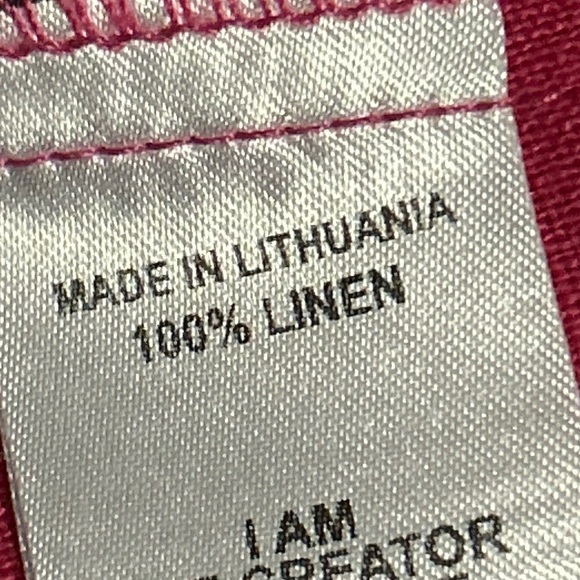 MADE IN LITHUANIA
100% LINEN
I AM
CREATOR